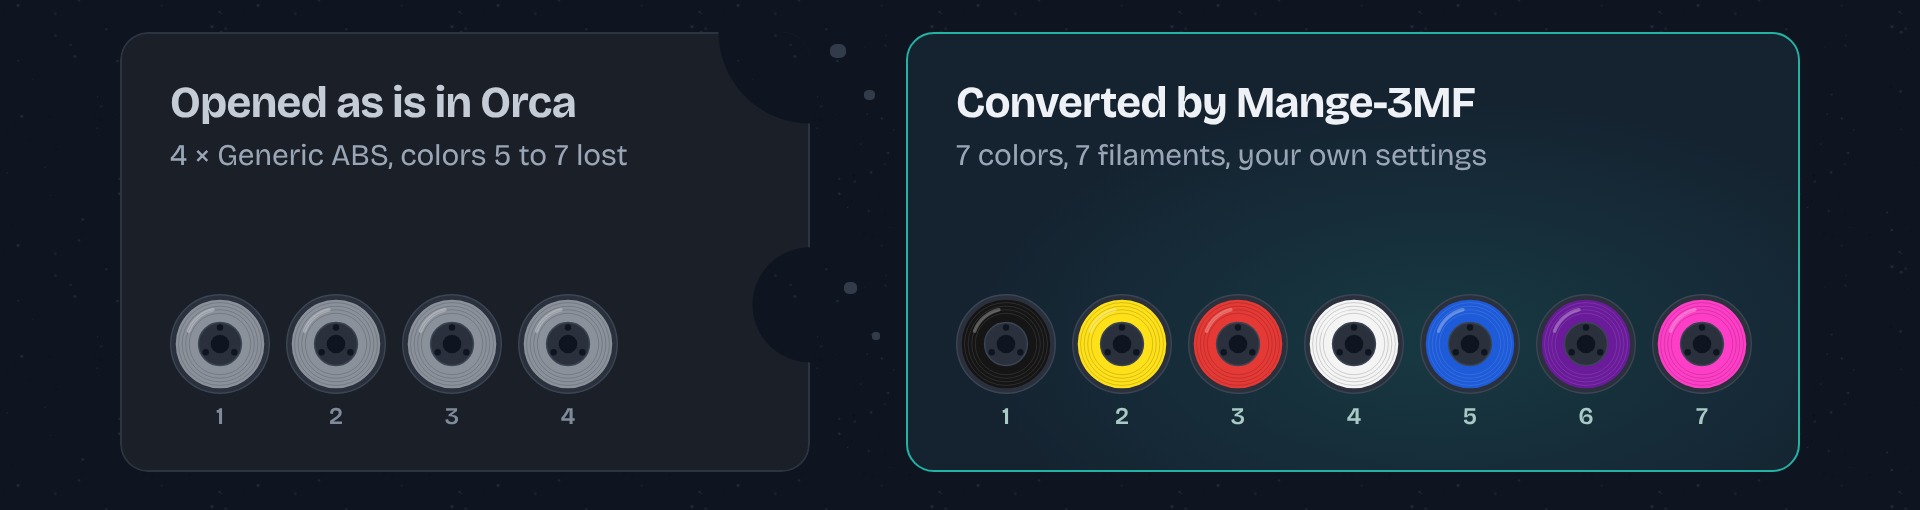 Opened as is in Orca
4 × Generic ABS, colors 5 to 7 lost
1 2 3 4
Converted by Mange-3MF
7 colors, 7 filaments, your own settings
1 2 3 4 5 6 7